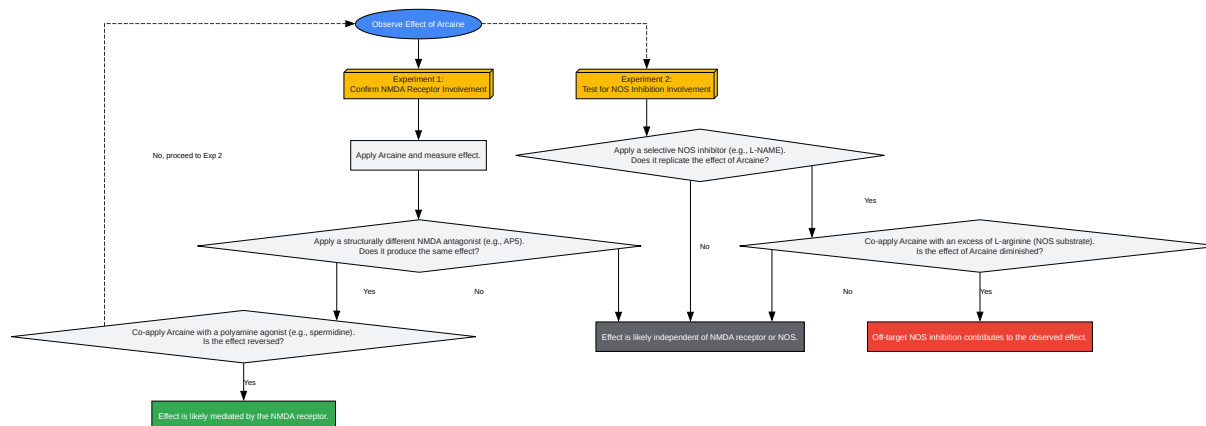 Observe Effect of Arcaine
Experiment 1:
Confirm NMDA Receptor Involvement
Experiment 2:
Test for NOS Inhibition Involvement
No, proceed to Exp 2
Apply Arcaine and measure effect.
Apply a selective NOS inhibitor (e.g., L-NAME).
Does it replicate the effect of Arcaine?
Yes
Apply a structurally different NMDA antagonist (e.g., AP5).
Does it produce the same effect?
No
Co-apply Arcaine with an excess of L-arginine (NOS substrate).
Is the effect of Arcaine diminished?
Yes
No
No
Yes
Co-apply Arcaine with a polyamine agonist (e.g., spermidine).
Is the effect reversed?
Effect is likely independent of NMDA receptor or NOS.
Off-target NOS inhibition contributes to the observed effect.
Yes
Effect is likely mediated by the NMDA receptor.